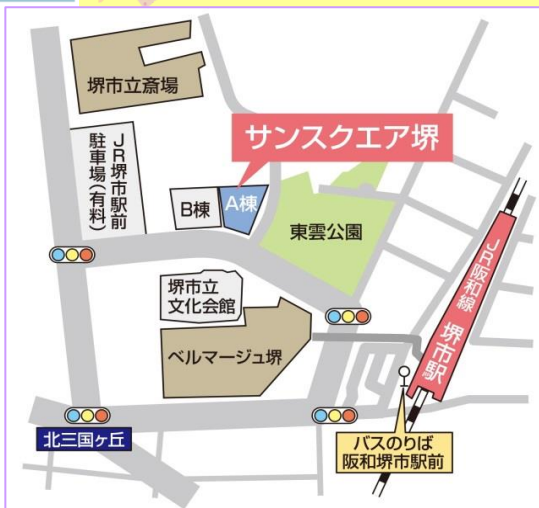 堺市立斎場
JR堺市駅前
駐車場(有料)
サンスクエア堺
B棟
A棟
東雲公園
JR阪和線 堺市駅
堺市立
文化会館
ベルマージュ堺
北三国ヶ丘
バスのりば
阪和堺市駅前